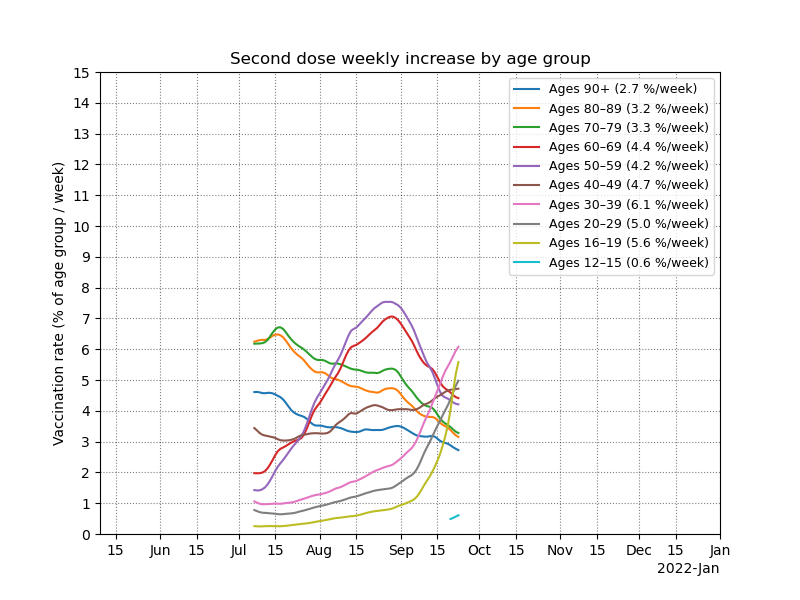 Second dose weekly increase by age group
Vaccination rate (% of age group / week)
15
14
13
12
11
10
9
8
7
6
5
4
3
2
1
0
Ages 90+ (2.7 %/week)
Ages 80–89 (3.2 %/week)
Ages 70–79 (3.3 %/week)
Ages 60–69 (4.4 %/week)
Ages 50–59 (4.2 %/week)
Ages 40–49 (4.7 %/week)
Ages 30–39 (6.1 %/week)
Ages 20–29 (5.0 %/week)
Ages 16–19 (5.6 %/week)
Ages 12–15 (0.6 %/week)
15 Jun 15 Jul 15 Aug 15 Sep 15 Oct 15 Nov 15 Dec 15 Jan
2022-Jan